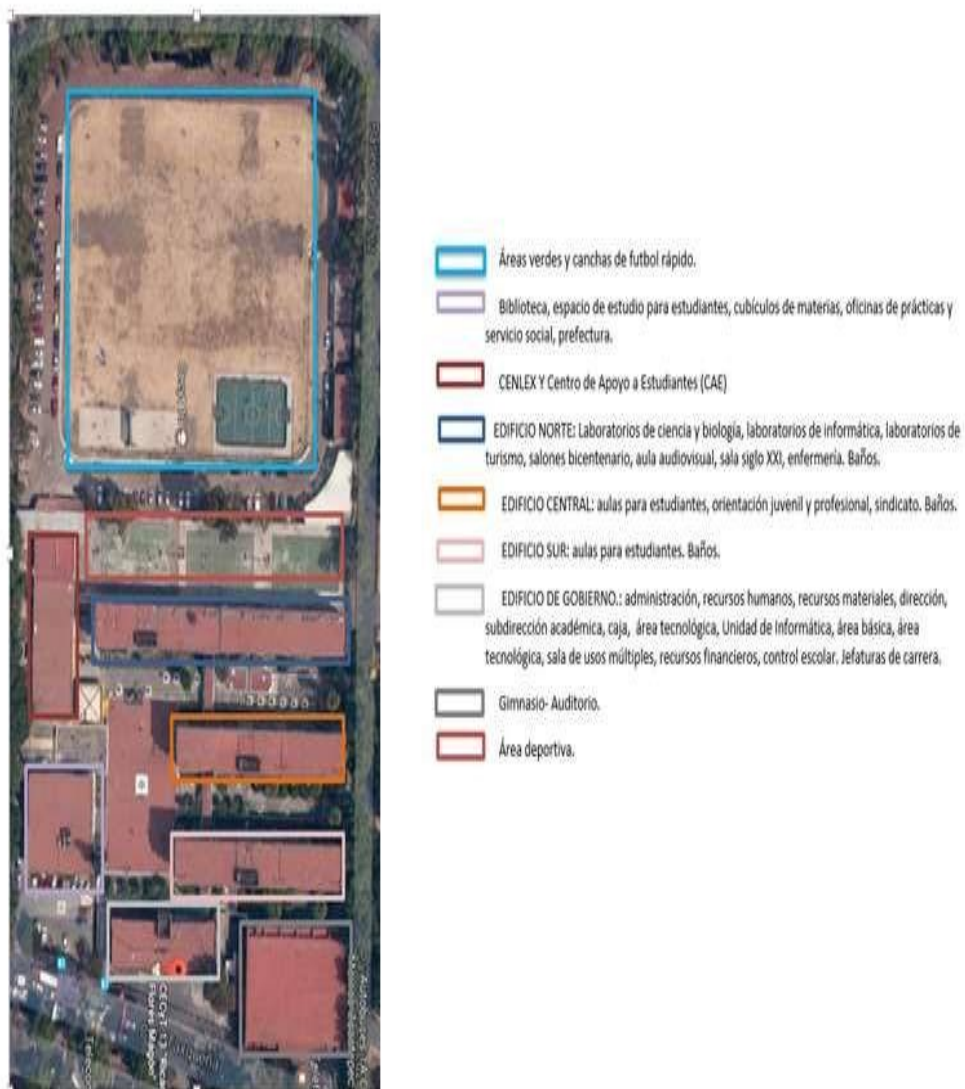 Áreas verdes y canchas de futbol rápido.
Biblioteca, espacio de estudio para estudiantes, cubículos de materias, oficinas de prácticas y
servicio social, prefectura.
CENLEX Y Centro de Apoyo a Estudiantes (CAE)
EDIFICIO NORTE: Laboratorios de ciencia y biología, laboratorios de informática, laboratorios de
turismo, salones bicentenario, aula audiovisual, sala siglo XXI, enfermería. Baños.
EDIFICIO CENTRAL: aulas para estudiantes, orientación juvenil y profesional, sindicato. Baños.
EDIFICIO SUR: aulas para estudiantes. Baños.
EDIFICIO DE GOBIERNO.: administración, recursos humanos, recursos materiales, dirección,
subdirección académica, caja, área tecnológica, Unidad de Informática, área básica, área
tecnológica, sala de usos múltiples, recursos financieros, control escolar. Jefaturas de carrera.
Gimnasio- Auditorio.
Área deportiva.
CECyT 13 Ricar
Flores Magón